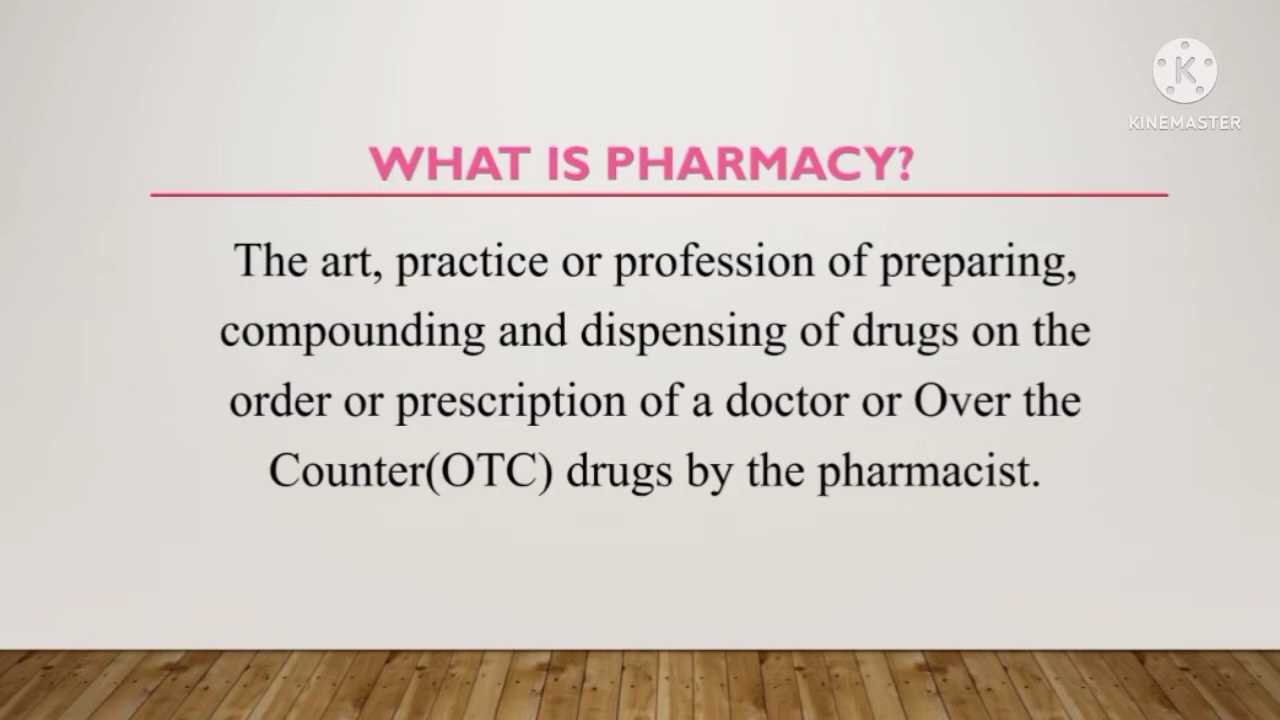 K
KINEMASTER
WHAT IS PHARMACY?
The art, practice or profession of preparing,
compounding and dispensing of drugs on the
order or prescription of a doctor or Over the
Counter(OTC) drugs by the pharmacist.